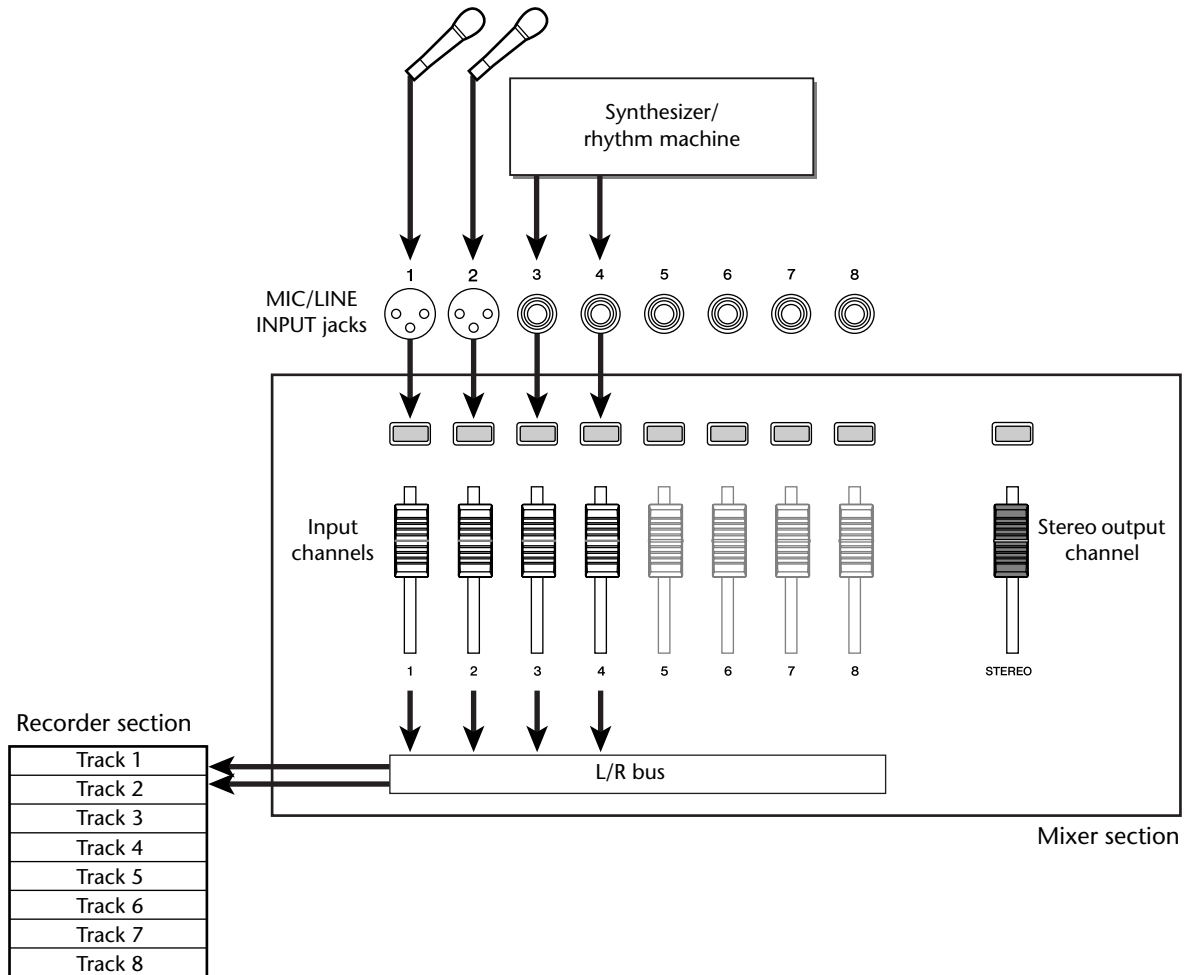 Synthesizer/
rhythm machine
1 2 3 4 5 6 7 8
MIC/LINE
INPUT jacks
Input
channels
Stereo output
channel
1 2 3 4 5 6 7 8 STEREO
Recorder section
Track 1
Track 2
Track 3
Track 4
Track 5
Track 6
Track 7
Track 8
L/R bus
Mixer section